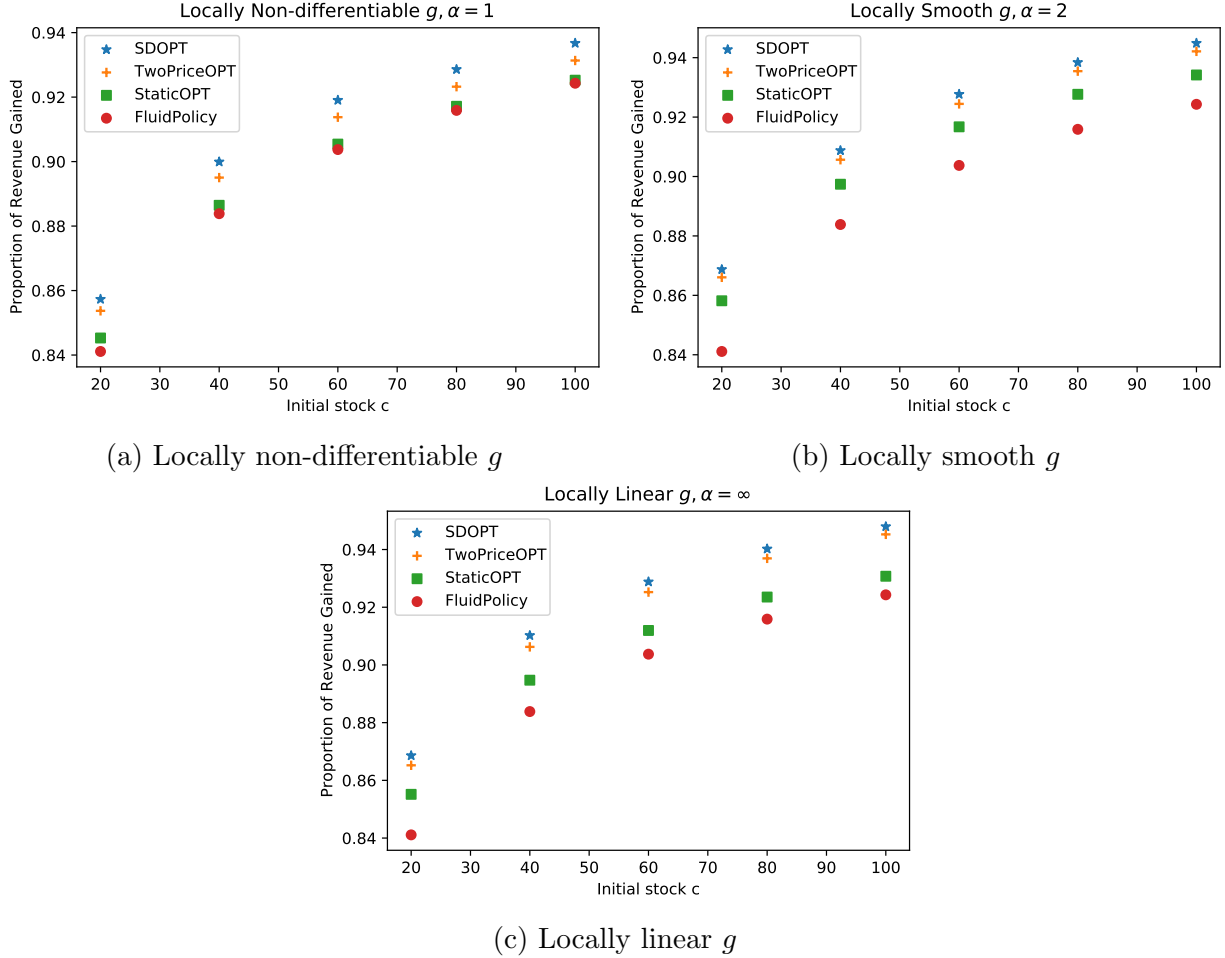 Locally Non-differentiable g, α = 1
Proportion of Revenue Gained
0.94
0.92
0.90
0.88
0.86
0.84
SDOPT
TwoPriceOPT
StaticOPT
FluidPolicy
20 30 40 50 60 70 80 90 100
Initial stock c
(a) Locally non-differentiable g
Locally Smooth g, α = 2
Proportion of Revenue Gained
0.94
0.92
0.90
0.88
0.86
0.84
SDOPT
TwoPriceOPT
StaticOPT
FluidPolicy
20 30 40 50 60 70 80 90 100
Initial stock c
(b) Locally smooth g
Locally Linear g, α = ∞
Proportion of Revenue Gained
0.94
0.92
0.90
0.88
0.86
0.84
SDOPT
TwoPriceOPT
StaticOPT
FluidPolicy
20 30 40 50 60 70 80 90 100
Initial stock c
(c) Locally linear g